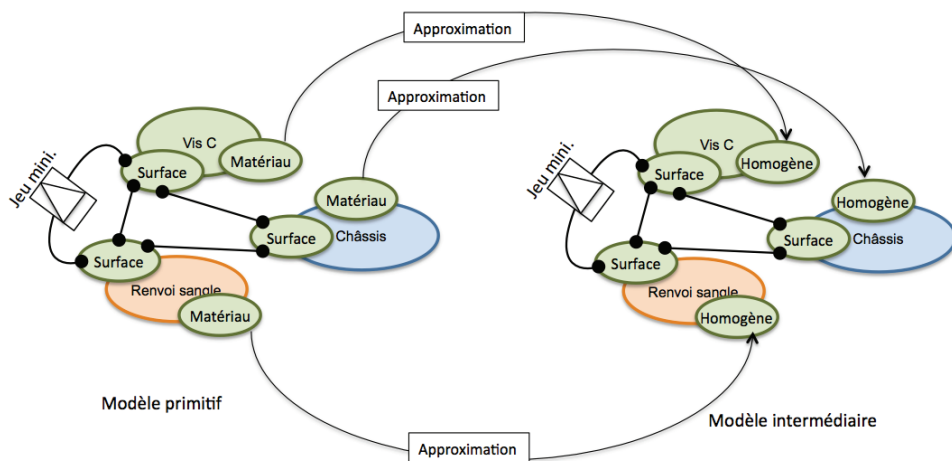 Approximation
Approximation
Vis C
Matériau
Surface
Jeu mini.
Matériau
Surface
Châssis
Surface
Renvoi sangle
Matériau
Modèle primitif
Vis C
Homogène
Surface
Jeu mini.
Homogène
Surface
Châssis
Surface
Renvoi sangle
Homogène
Modèle intermédiaire
Approximation